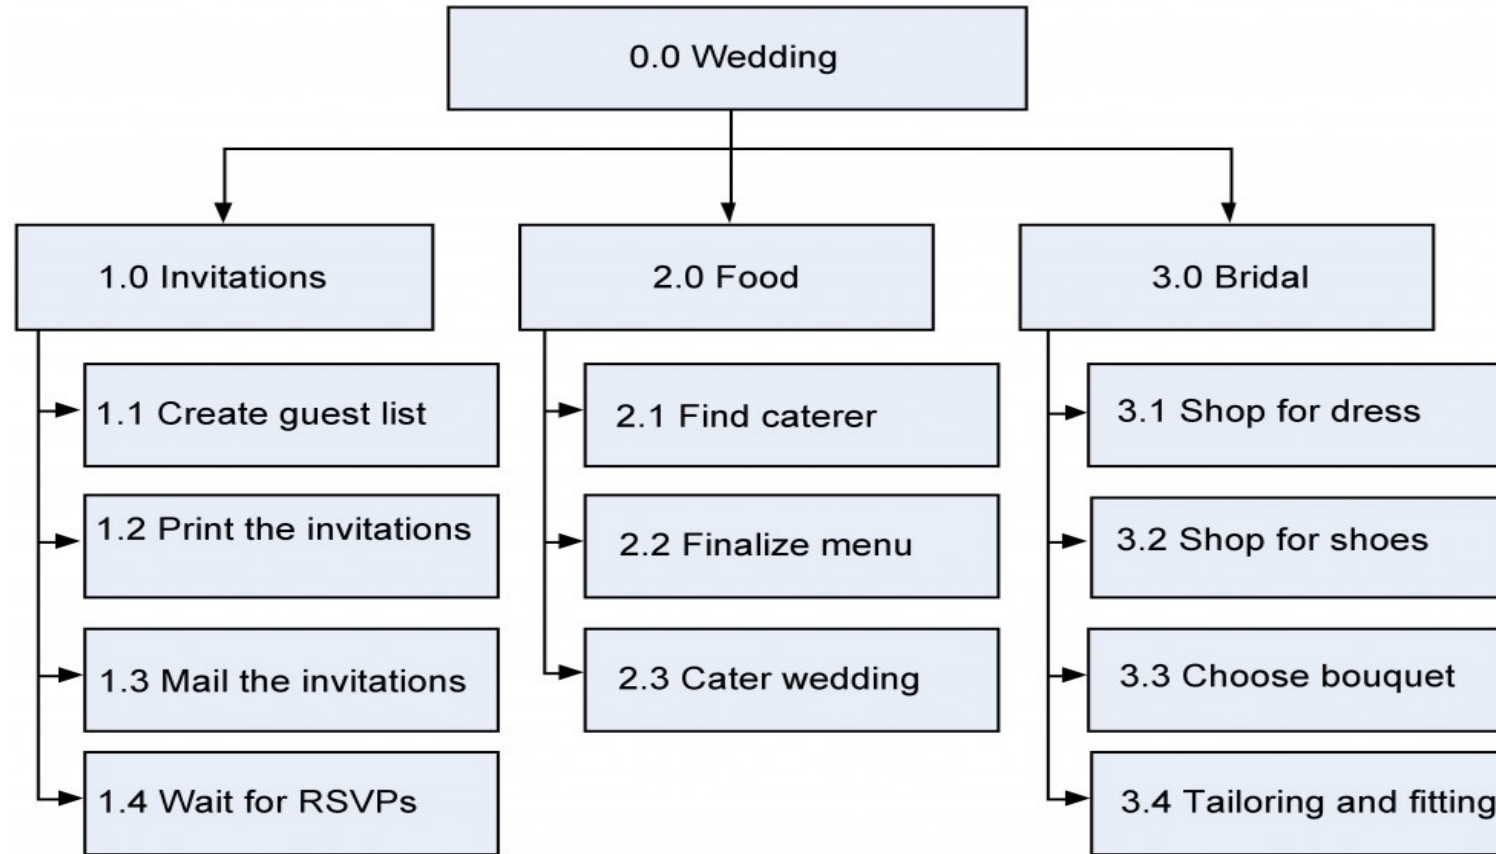 0.0 Wedding
1.0 Invitations
1.1 Create guest list
1.2 Print the invitations
1.3 Mail the invitations
1.4 Wait for RSVPs
2.0 Food
2.1 Find caterer
2.2 Finalize menu
2.3 Cater wedding
3.0 Bridal
3.1 Shop for dress
3.2 Shop for shoes
3.3 Choose bouquet
3.4 Tailoring and fitting